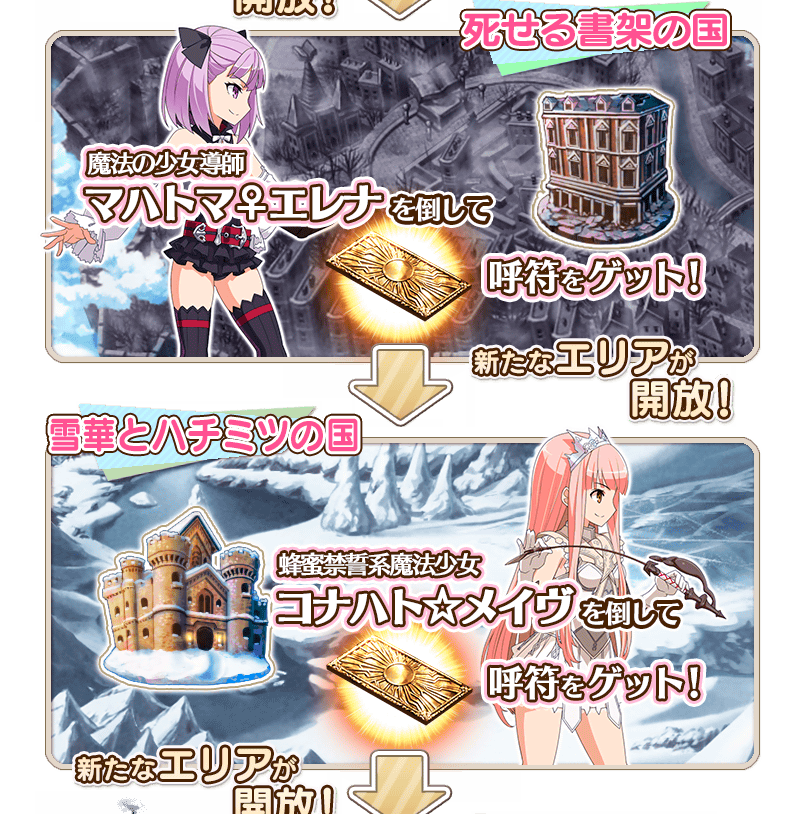 開放!
死せる書架の国
魔法の少女導師
マハトマ♀エレナを倒して
呼符をゲット!
新たなエリアが
開放!
雪華とハチミツの国
蜂蜜禁誓系魔法少女
コナハト☆メイヴを倒して
呼符をゲット!
新たなエリアが
開放!